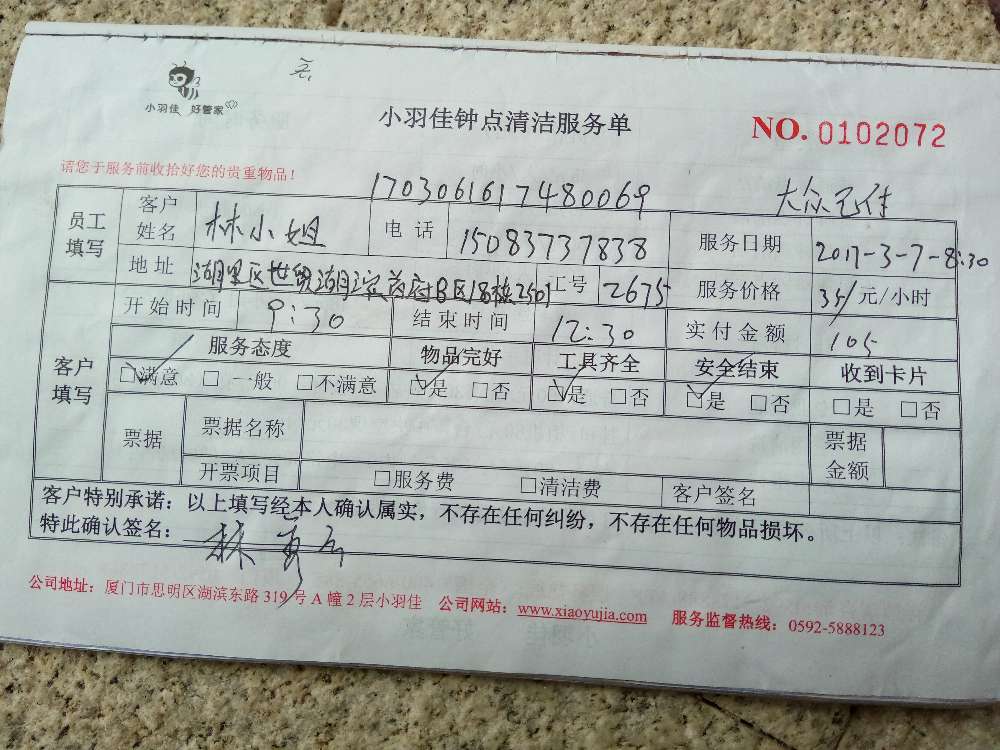 小羽佳 好管家
小羽佳钟点清洁服务单
NO. 0102072
请您于服务前收拾好您的贵重物品！
1703061617480069
大众
员工填写 客户姓名 林小姐 电话 15083737838 服务日期 2017-3-7-8:30
地址 湖里区世贸湖滨首府B区18栋2501 工号 2675 服务价格 35/元/小时
客户填写 开始时间 9:30 结束时间 12:30 实付金额 105
服务态度 物品完好 工具齐全 安全结束 收到卡片
☑满意 □一般 □不满意 ☑是 □否 ☑是 □否 ☑是 □否 □是 □否
票据 票据名称 票据金额
开票项目 □服务费 □清洁费 客户签名
客户特别承诺：以上填写经本人确认属实，不存在任何纠纷，不存在任何物品损坏。
特此确认签名：林
公司地址：厦门市思明区湖滨东路319号A幢2层小羽佳 公司网站：www.xiaoyujia.com 服务监督热线：0592-5888123